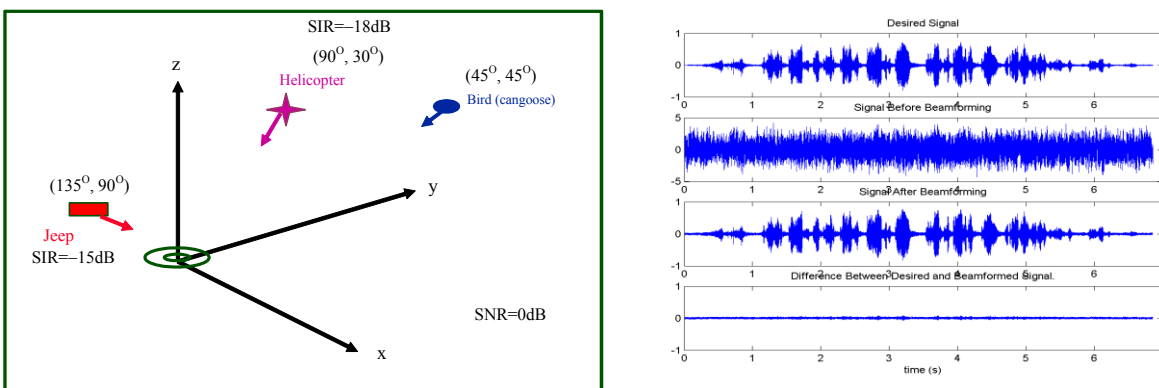 SIR=–18dB
(90O, 30O)
Helicopter
(45O, 45O)
Bird (cangoose)
z
y
(135O, 90O)
Jeep
SIR=–15dB
SNR=0dB
x
Desired Signal
1
0
-1
0 1 2 3 4 5 6
Signal Before Beamforming
5
0
-5
0 1 2 3 4 5 6
Signal After Beamforming
1
0
-1
0 1 2 3 4 5 6
Difference Between Desired and Beamformed Signal.
1
0
-1
0 1 2 3 4 5 6
time (s)